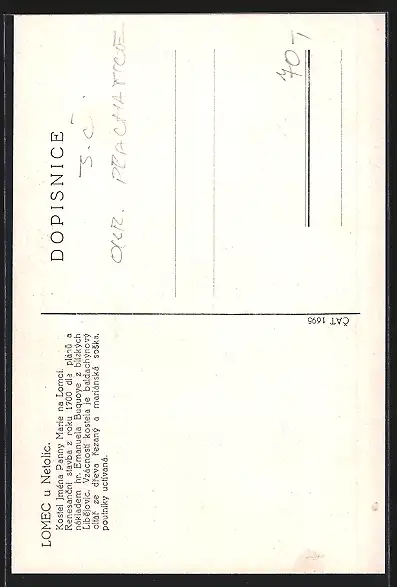 LOMEC u Netolic.
Kostel jména Panny Marie na Lomci.
Renesanční stavba z roku 1700 dle plánů a
nákladem hr. Emanuela Buquoye z blízkých
Libějovic. Vzácností kostela je baldachýnový
oltář ze dřeva řezaný a mariánská soška,
poutníky uctívaná.
DOPISNICE
J. Č.
OKR. PRACHATICE
70,-
ČAT 1695